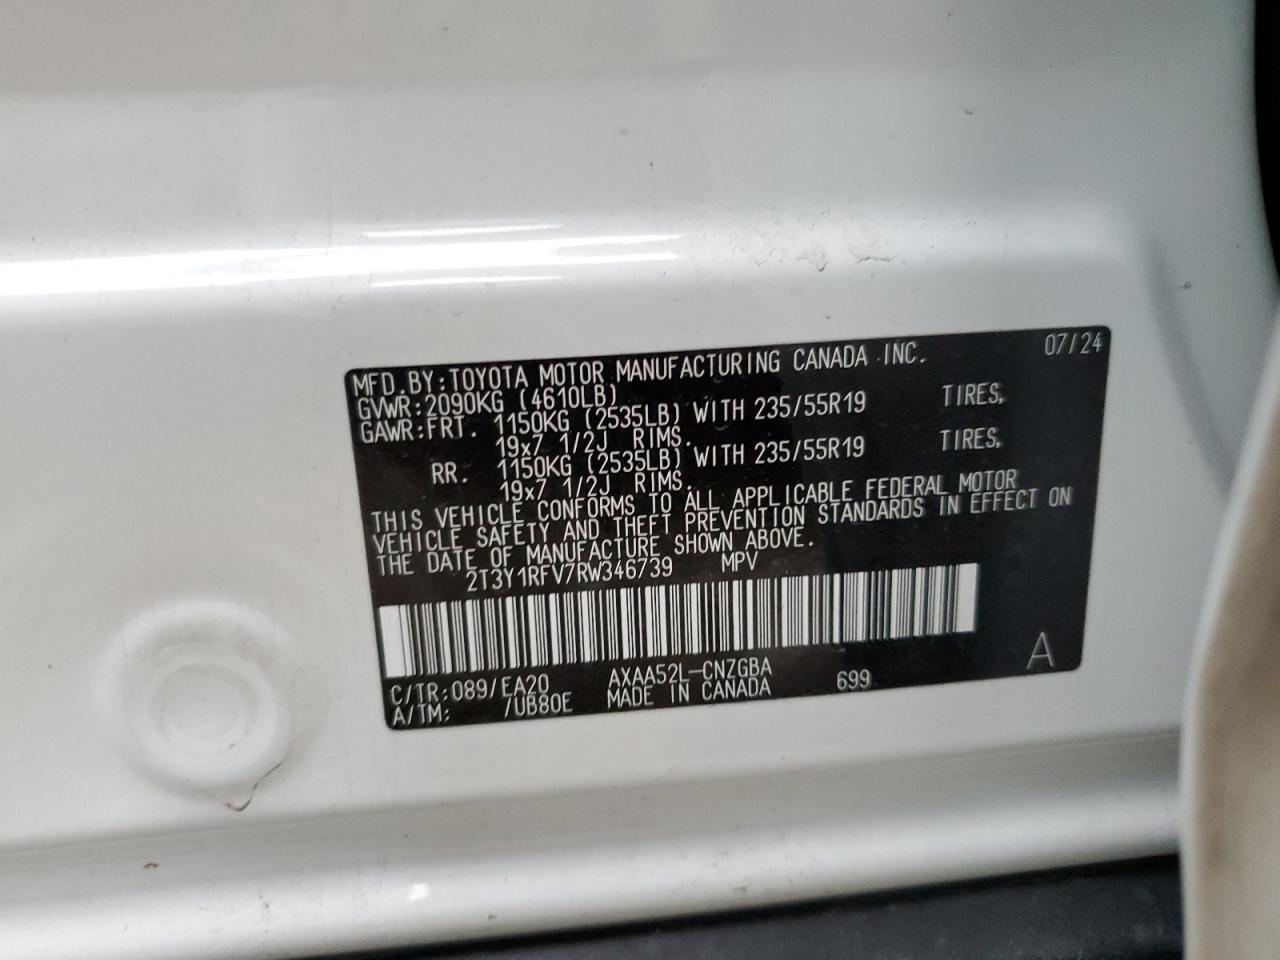 MFD.BY:TOYOTA MOTOR MANUFACTURING CANADA INC. 07/24
GVWR:2090KG (4610LB)
GAWR:FRT. 1150KG (2535LB) WITH 235/55R19 TIRES,
19x7 1/2J RIMS.
RR. 1150KG (2535LB) WITH 235/55R19 TIRES,
19x7 1/2J RIMS.
THIS VEHICLE CONFORMS TO ALL APPLICABLE FEDERAL MOTOR
VEHICLE SAFETY AND THEFT PREVENTION STANDARDS IN EFFECT ON
THE DATE OF MANUFACTURE SHOWN ABOVE.
2T3Y1RFV7RW346739 MPV
C/TR:089/EA20 AXAA52L-CNZGBA A
A/TM: /UB80E MADE IN CANADA 699